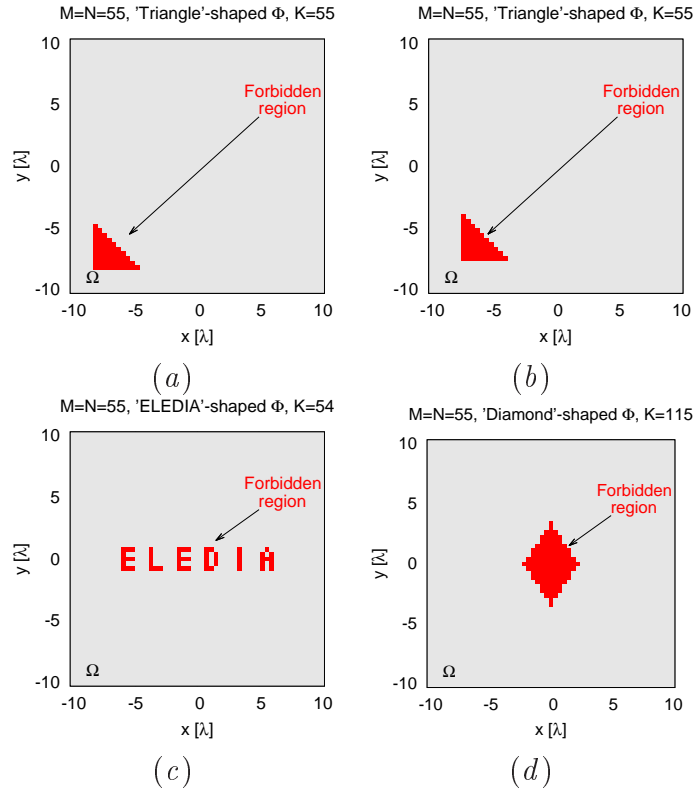 M=N=55, 'Triangle'-shaped Φ, K=55
10
5
0
-5
-10
y [λ]
Forbidden
region
Ω
-10
-5
0
5
10
x [λ]
(a)
M=N=55, 'Triangle'-shaped Φ, K=55
10
5
0
-5
-10
y [λ]
Forbidden
region
Ω
-10
-5
0
5
10
x [λ]
(b)
M=N=55, 'ELEDIA'-shaped Φ, K=54
10
5
0
-5
-10
y [λ]
Forbidden
region
ELEDIA
Ω
-10
-5
0
5
10
x [λ]
(c)
M=N=55, 'Diamond'-shaped Φ, K=115
10
5
0
-5
-10
y [λ]
Forbidden
region
Ω
-10
-5
0
5
10
x [λ]
(d)